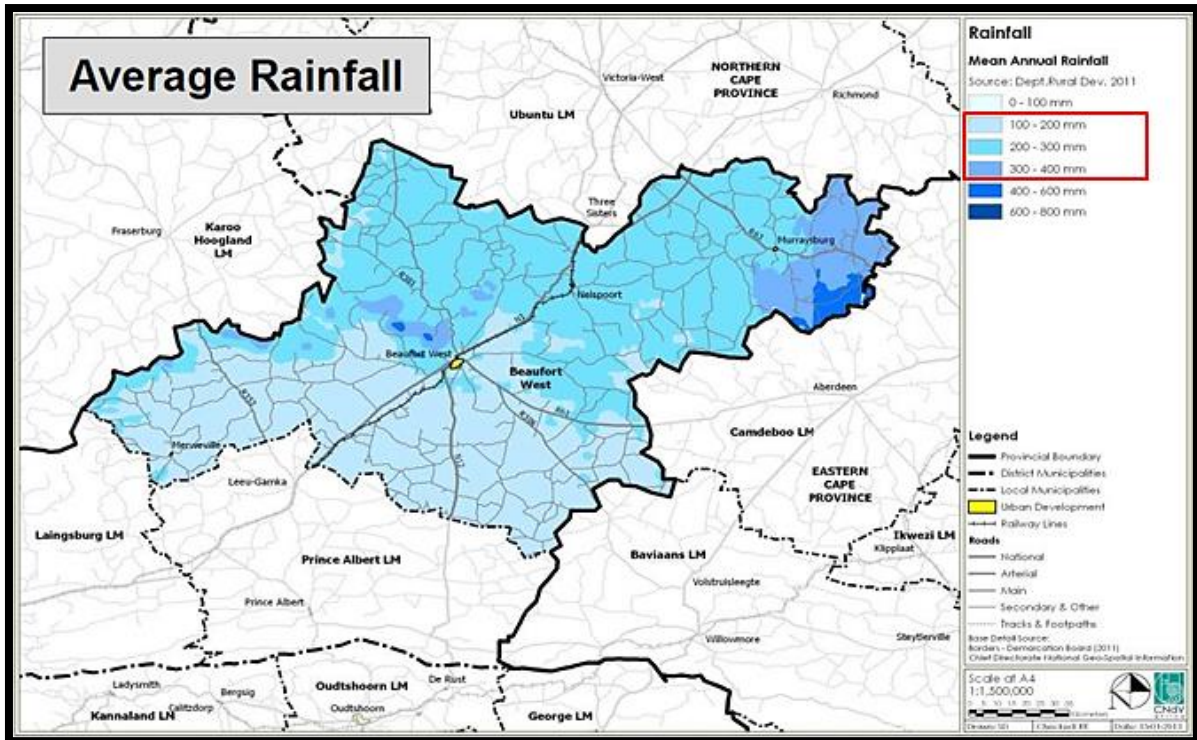 Average Rainfall
Victoria-West
NORTHERN
CAPE
PROVINCE
Richmond
Ubuntu LM
Three
Sisters
Fraserburg
Karoo
Hoogland
LM
Murraysburg
R63
R381
Nelspoort
N1
Beaufort West
Beaufort
West
R61
R306
R353
N12
Aberdeen
Camdeboo LM
Merweville
Leeu-Gamka
EASTERN
CAPE
PROVINCE
Laingsburg LM
Prince Albert LM
Baviaans LM
Ikwezi LM
Klipplaat
Volstruisleegte
Prince Albert
Willowmore
Steytlerville
Ladysmith
Bergsig
De Rust
Oudtshoorn LM
Calitzdorp
Oudtshoorn
Kannaland LM
George LM
Rainfall
Mean Annual Rainfall
Source: Dept.Rural Dev. 2011
0 - 100 mm
100 - 200 mm
200 - 300 mm
300 - 400 mm
400 - 600 mm
600 - 800 mm
Legend
Provincial Boundary
District Municipalities
Local Municipalities
Urban Development
Railway Lines
Roads
National
Arterial
Main
Secondary & Other
Tracks & Footpaths
Base Detail Source:
Borders - Demarcation Board (2011)
Chief Directorate National Geo-Spatial Information
Scale at A4
1:1,500,000
Kilometers
CNdV